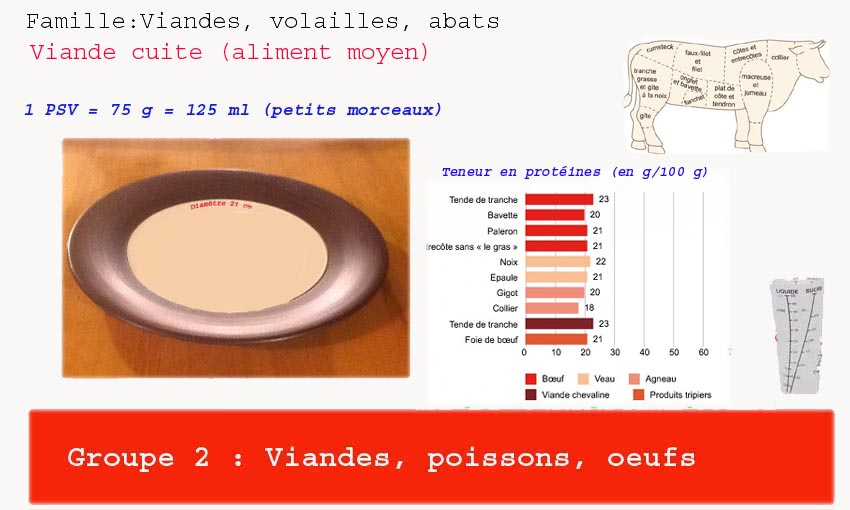 Famille:Viandes, volailles, abats
Viande cuite (aliment moyen)
1 PSV = 75 g = 125 ml (petits morceaux)
rumsteck
faux-filet
et
filet
côtes et
entrecôtes
collier
tranche
grasse
et gîte
à la noix
onglet
et bavette
flanchet
plat de
côte et
tendron
macreuse
et
jumeau
gîte
Diamètre 21 cm
Teneur en protéines (en g/100 g)
Tende de tranche 23
Bavette 20
Paleron 21
trecôte sans « le gras » 21
Noix 22
Epaule 21
Gigot 20
Collier 18
Tende de tranche 23
Foie de bœuf 21
0 10 20 30 40 50 60
Bœuf Veau Agneau
Viande chevaline Produits tripiers
LIQUIDE SUCRE
Groupe 2 : Viandes, poissons, oeufs